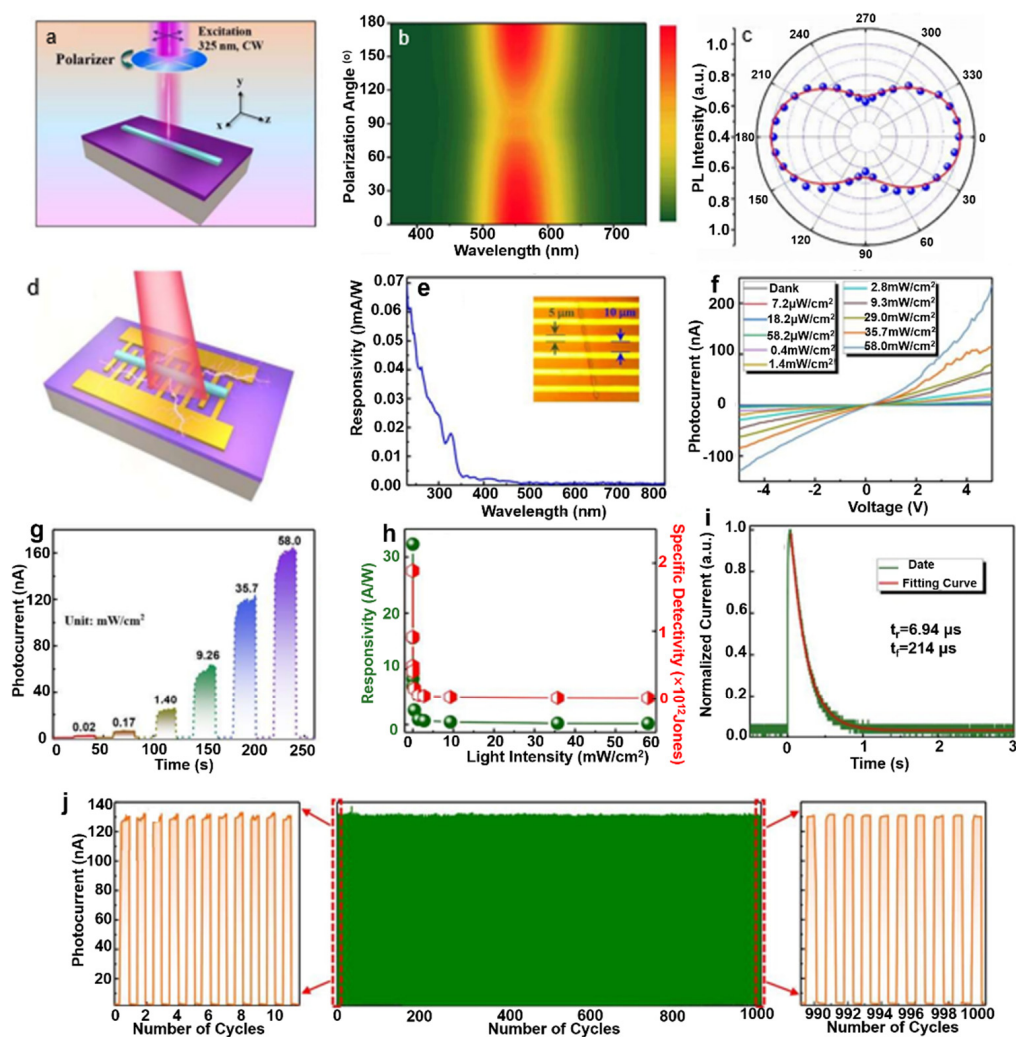 a
Excitation
325 nm, CW
Polarizer
y
x
z
b
Polarization Angle (o)
180
150
120
90
60
30
0
400
500
600
700
Wavelength (nm)
c
PL Intensity (a.u.)
1.0
0.8
0.6
0.4
0.6
0.8
1.0
270
240
300
210
330
180
0
150
30
120
60
90
d
e
Responsivity )mA/W
0.07
0.06
0.05
0.04
0.03
0.02
0.01
0.00
5 μm
10 μm
300
400
500
600
700
800
Wavelength (nm)
f
Photocurrent (nA)
200
100
0
-100
Dank
7.2μW/cm2
18.2μW/cm2
58.2μW/cm2
0.4mW/cm2
1.4mW/cm2
2.8mW/cm2
9.3mW/cm2
29.0mW/cm2
35.7mW/cm2
58.0mW/cm2
-4
-2
0
2
4
Voltage (V)
g
Photocurrent (nA)
160
120
80
40
0
Unit: mW/cm2
0.02
0.17
1.40
9.26
35.7
58.0
0
50
100
150
200
250
Time (s)
h
Responsivity (A/W)
30
20
10
0
Specific Detectivity (×1012Jones)
2
1
0
0
10
20
30
40
50
60
Light Intensity (mW/cm2)
i
Normalized Current (a.u.)
1.0
0.8
0.6
0.4
0.2
0.0
Date
Fitting Curve
tr=6.94 μs
tf=214 μs
0
1
2
3
Time (s)
j
Photocurrent (nA)
140
120
100
80
60
40
20
0 2 4 6 8 10
Number of Cycles
0 200 400 600 800 1000
Number of Cycles
990 992 994 996 998 1000
Number of Cycles